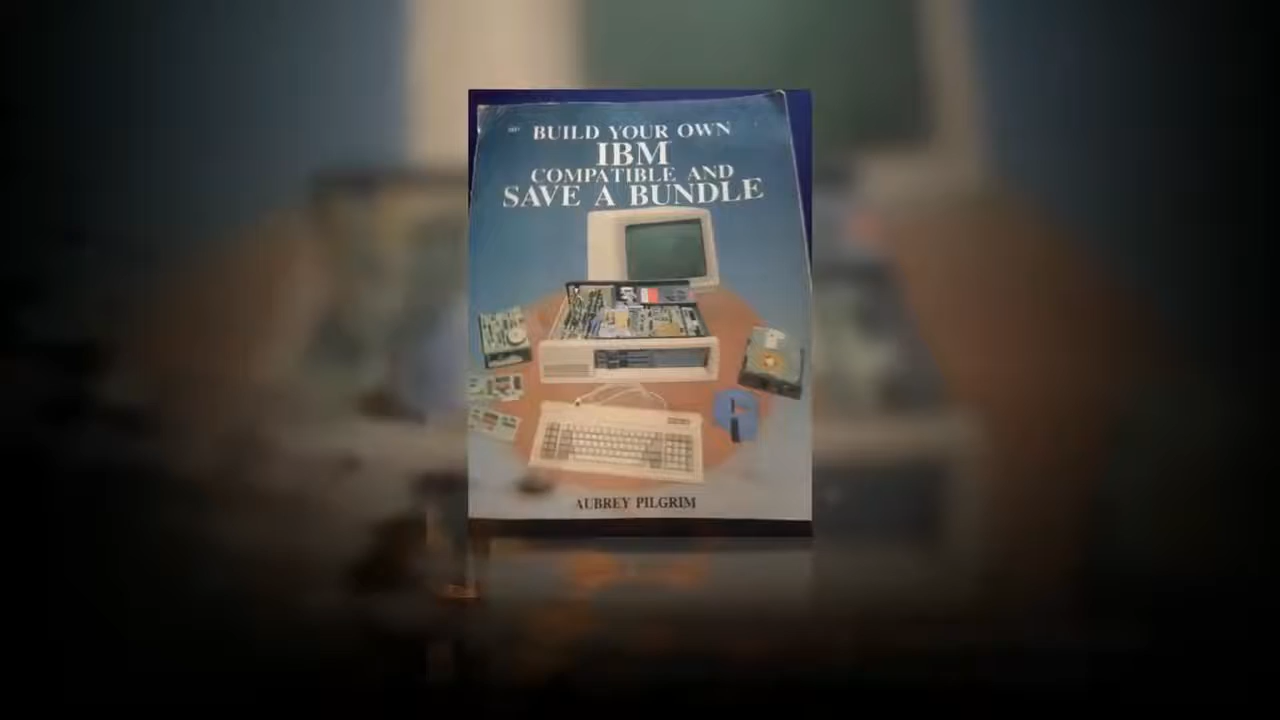 BUILD YOUR OWN
IBM
COMPATIBLE AND
SAVE A BUNDLE
AUBREY PILGRIM